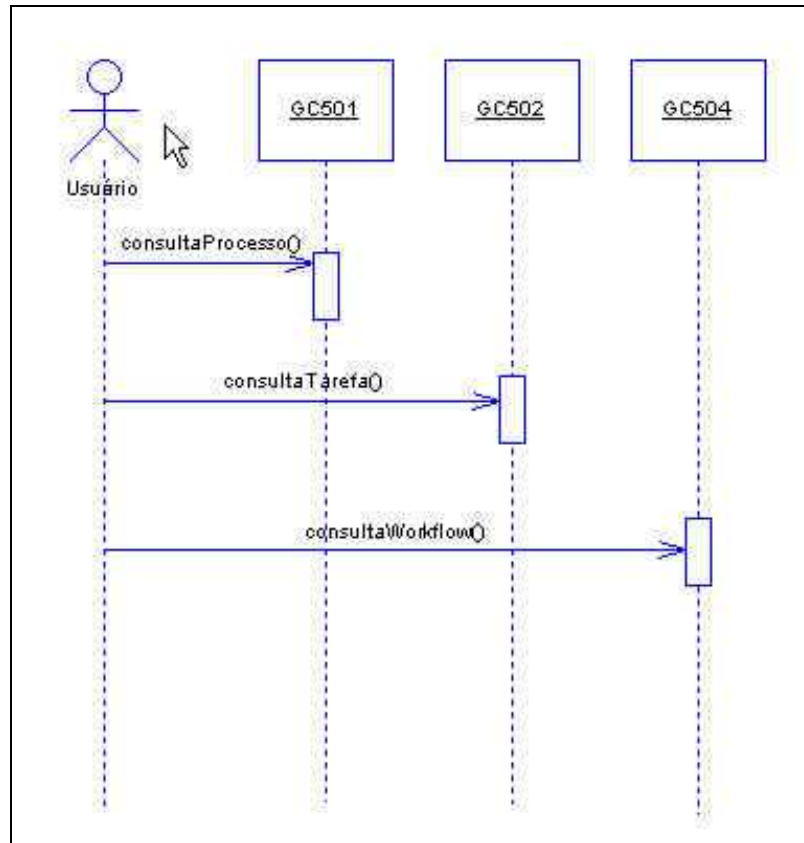 GC501
GC502
GC504
Usuário
consultaProcesso()
consultaTarefa()
consultaWorkflow()